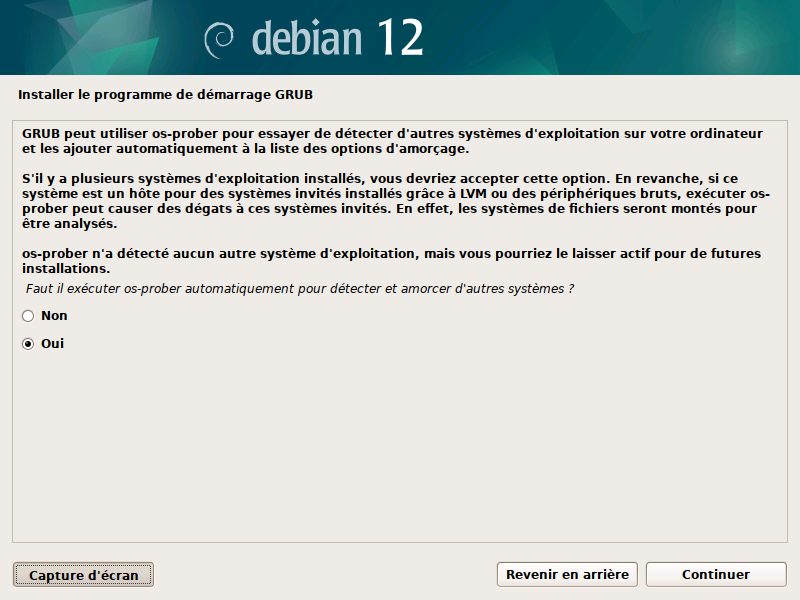 debian 12
Installer le programme de démarrage GRUB
GRUB peut utiliser os-prober pour essayer de détecter d'autres systèmes d'exploitation sur votre ordinateur
et les ajouter automatiquement à la liste des options d'amorçage.
S'il y a plusieurs systèmes d'exploitation installés, vous devriez accepter cette option. En revanche, si ce
système est un hôte pour des systèmes invités installés grâce à LVM ou des périphériques bruts, exécuter os-
prober peut causer des dégats à ces systèmes invités. En effet, les systèmes de fichiers seront montés pour
être analysés.
os-prober n'a détecté aucun autre système d'exploitation, mais vous pourriez le laisser actif pour de futures
installations.
Faut il exécuter os-prober automatiquement pour détecter et amorcer d'autres systèmes ?
Non
Oui
Capture d'écran
Revenir en arrière
Continuer